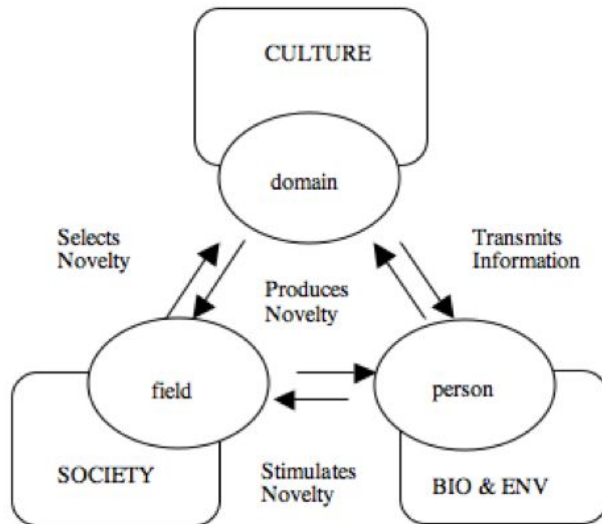 CULTURE
domain
Selects
Novelty
Transmits
Information
Produces
Novelty
field
person
SOCIETY
Stimulates
Novelty
BIO & ENV